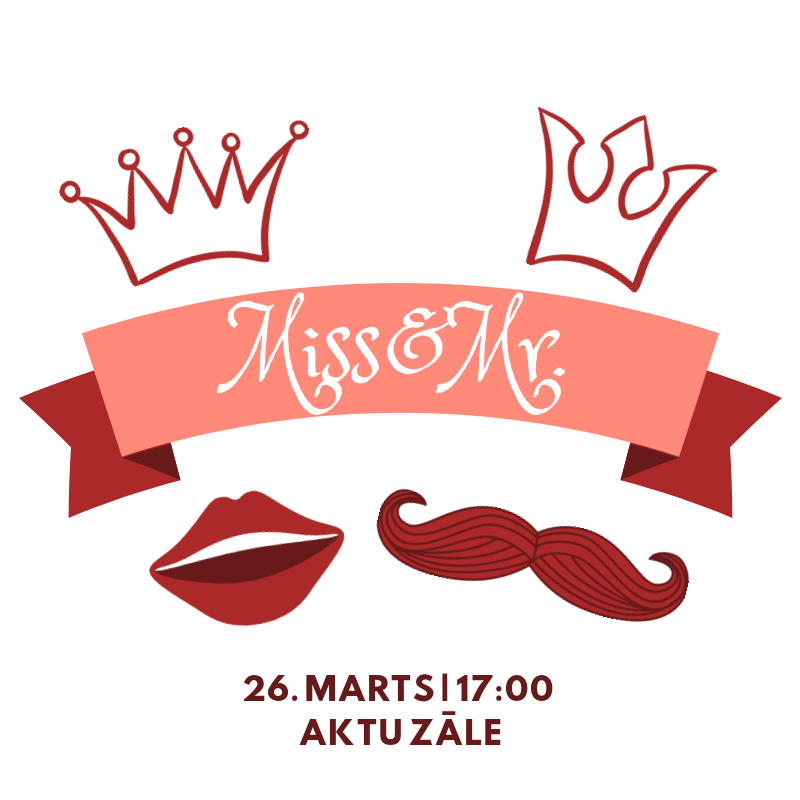 Miss & Mr.
26. MARTS | 17:00
AKTU ZĀLE